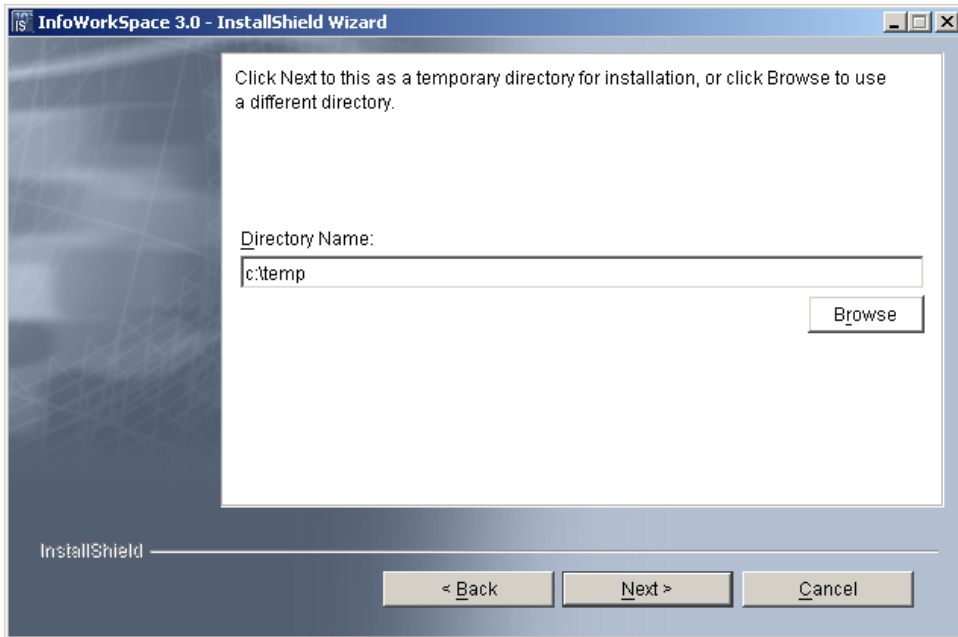 InfoWorkSpace 3.0 - InstallShield Wizard
Click Next to this as a temporary directory for installation, or click Browse to use
a different directory.
Directory Name:
c:\temp
Browse
InstallShield
< Back Next > Cancel